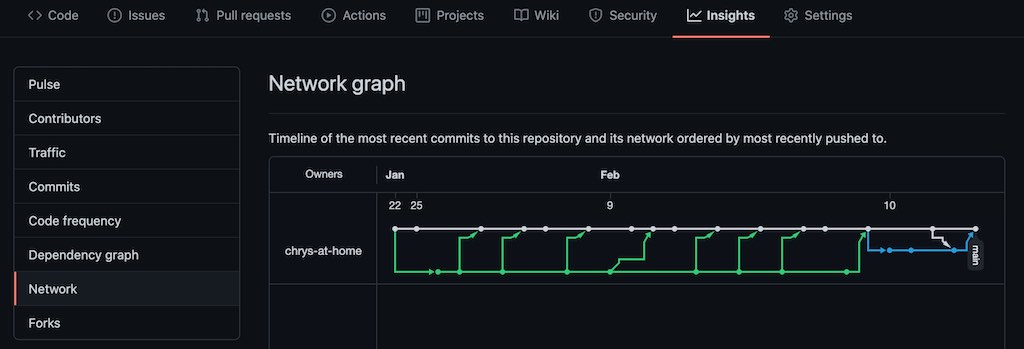 Code Issues Pull requests Actions Projects Wiki Security Insights Settings
Pulse
Contributors
Traffic
Commits
Code frequency
Dependency graph
Network
Forks
Network graph
Timeline of the most recent commits to this repository and its network ordered by most recently pushed to.
Owners Jan Feb
22 25 9 10
chrys-at-home
main